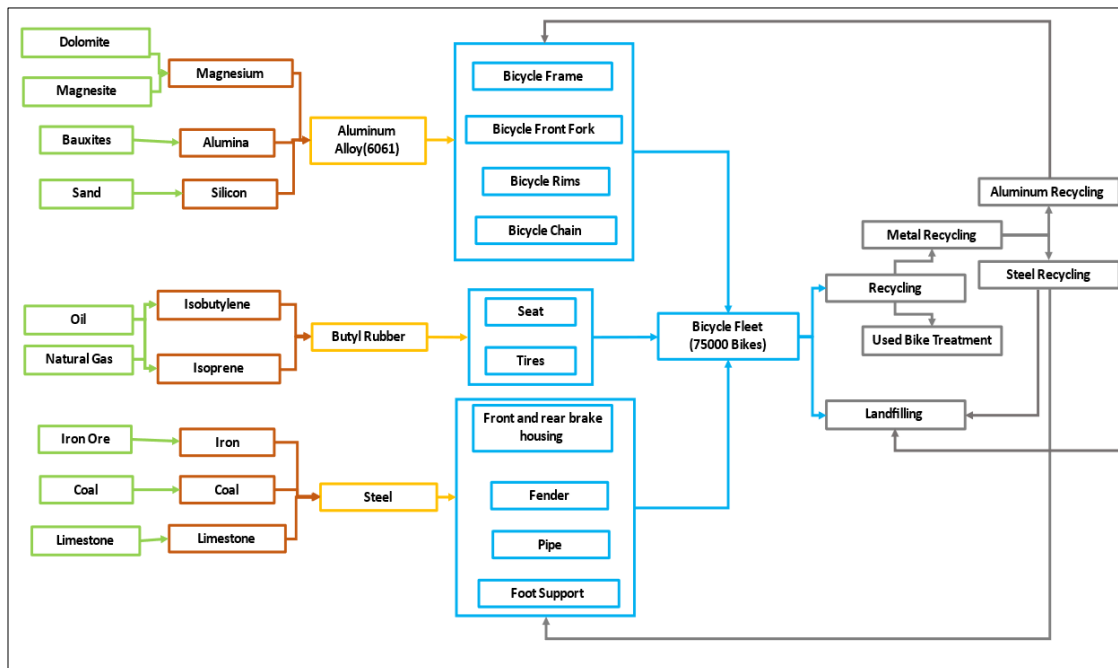 Dolomite
Magnesite
Magnesium
Bauxites
Alumina
Sand
Silicon
Aluminum
Alloy(6061)
Bicycle Frame
Bicycle Front Fork
Bicycle Rims
Bicycle Chain
Oil
Natural Gas
Isobutylene
Isoprene
Butyl Rubber
Seat
Tires
Iron Ore
Iron
Coal
Coal
Limestone
Limestone
Steel
Front and rear brake
housing
Fender
Pipe
Foot Support
Bicycle Fleet
(75000 Bikes)
Recycling
Metal Recycling
Aluminum Recycling
Steel Recycling
Used Bike Treatment
Landfilling